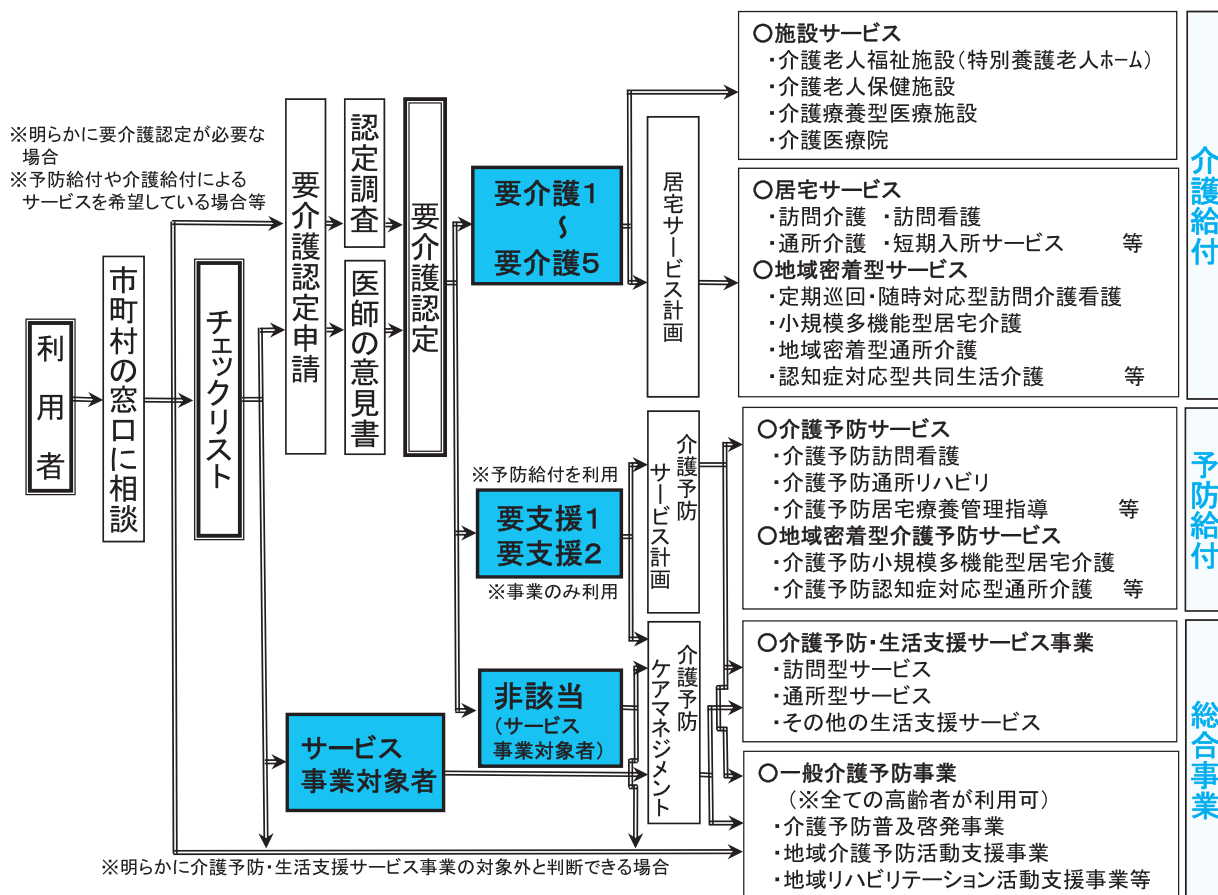 利用者
市町村の窓口に相談
※明らかに要介護認定が必要な
場合
※予防給付や介護給付による
サービスを希望している場合等
チェックリスト
要介護認定申請
認定調査
医師の意見書
要介護認定
要介護1
〜
要介護5
※予防給付を利用
要支援1
要支援2
※事業のみ利用
非該当
(サービス
事業対象者)
サービス
事業対象者
※明らかに介護予防・生活支援サービス事業の対象外と判断できる場合
居宅サービス計画
介護予防
サービス計画
介護予防
ケアマネジメント
○施設サービス
・介護老人福祉施設(特別養護老人ホーム)
・介護老人保健施設
・介護療養型医療施設
・介護医療院
○居宅サービス
・訪問介護 ・訪問看護
・通所介護 ・短期入所サービス 等
○地域密着型サービス
・定期巡回・随時対応型訪問介護看護
・小規模多機能型居宅介護
・地域密着型通所介護
・認知症対応型共同生活介護 等
介護給付
○介護予防サービス
・介護予防訪問看護
・介護予防通所リハビリ
・介護予防居宅療養管理指導 等
○地域密着型介護予防サービス
・介護予防小規模多機能型居宅介護
・介護予防認知症対応型通所介護 等
予防給付
○介護予防・生活支援サービス事業
・訪問型サービス
・通所型サービス
・その他の生活支援サービス
○一般介護予防事業
(※全ての高齢者が利用可)
・介護予防普及啓発事業
・地域介護予防活動支援事業
・地域リハビリテーション活動支援事業等
総合事業